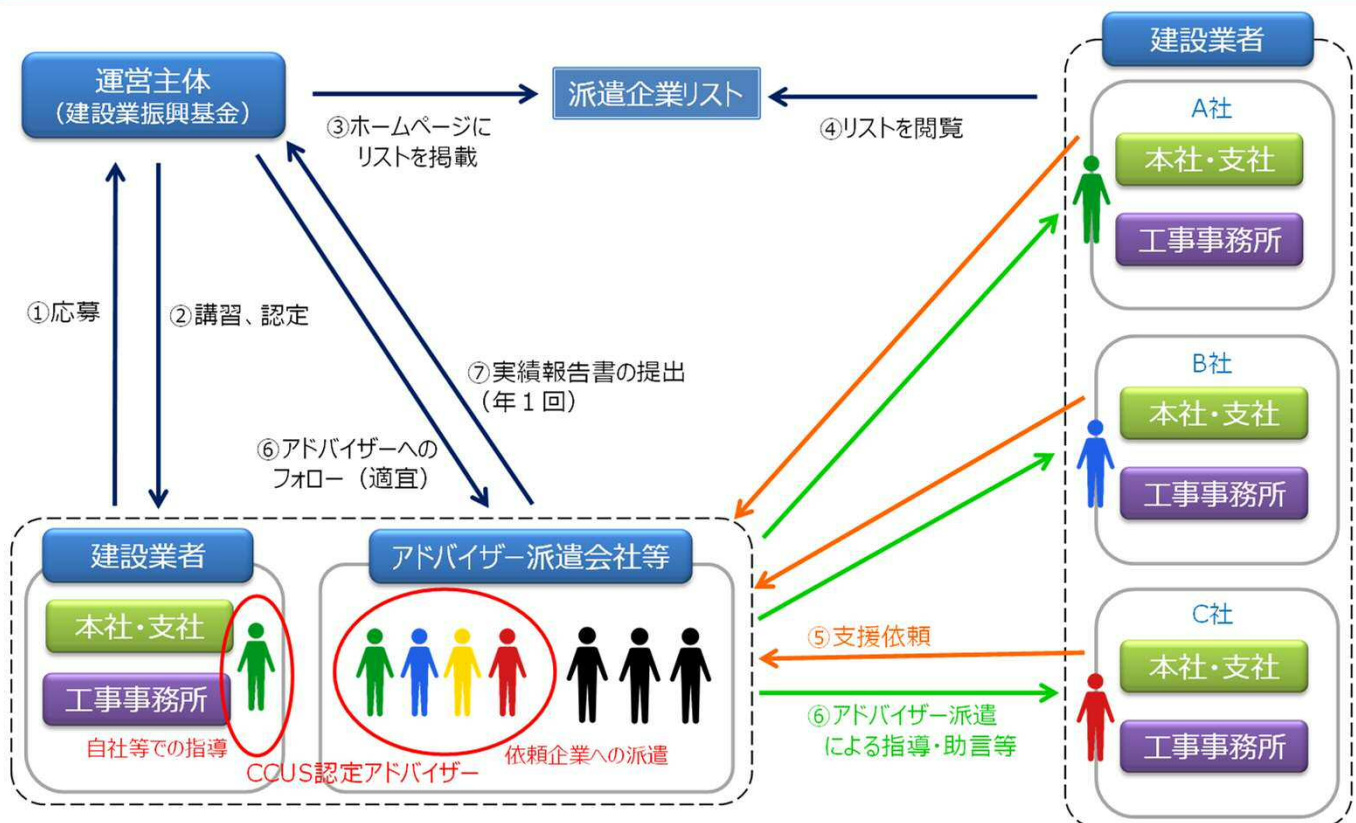 運営主体
（建設業振興基金）
派遣企業リスト
建設業者
③ホームページに
リストを掲載
④リストを閲覧
A社
本社・支社
工事事務所
①応募
②講習、認定
⑦実績報告書の提出
（年１回）
⑥アドバイザーへの
フォロー（適宜）
B社
本社・支社
工事事務所
建設業者
本社・支社
工事事務所
自社等での指導
アドバイザー派遣会社等
CCUS認定アドバイザー
依頼企業への派遣
⑤支援依頼
⑥アドバイザー派遣
による指導・助言等
C社
本社・支社
工事事務所